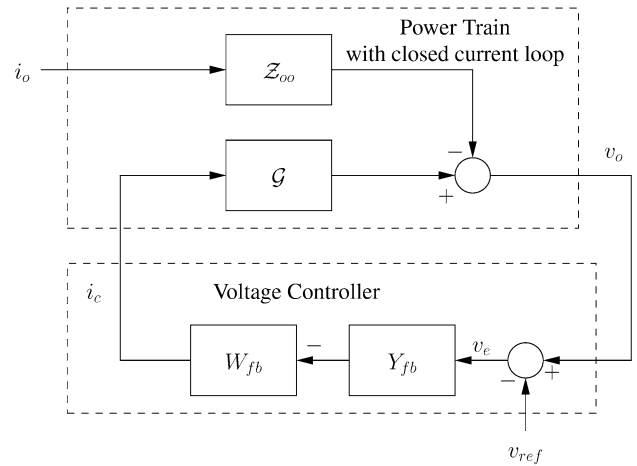 Power Train
with closed current loop
i_o
Z_oo
−
G
+
v_o
i_c
Voltage Controller
W_fb
−
Y_fb
v_e
+
−
v_ref